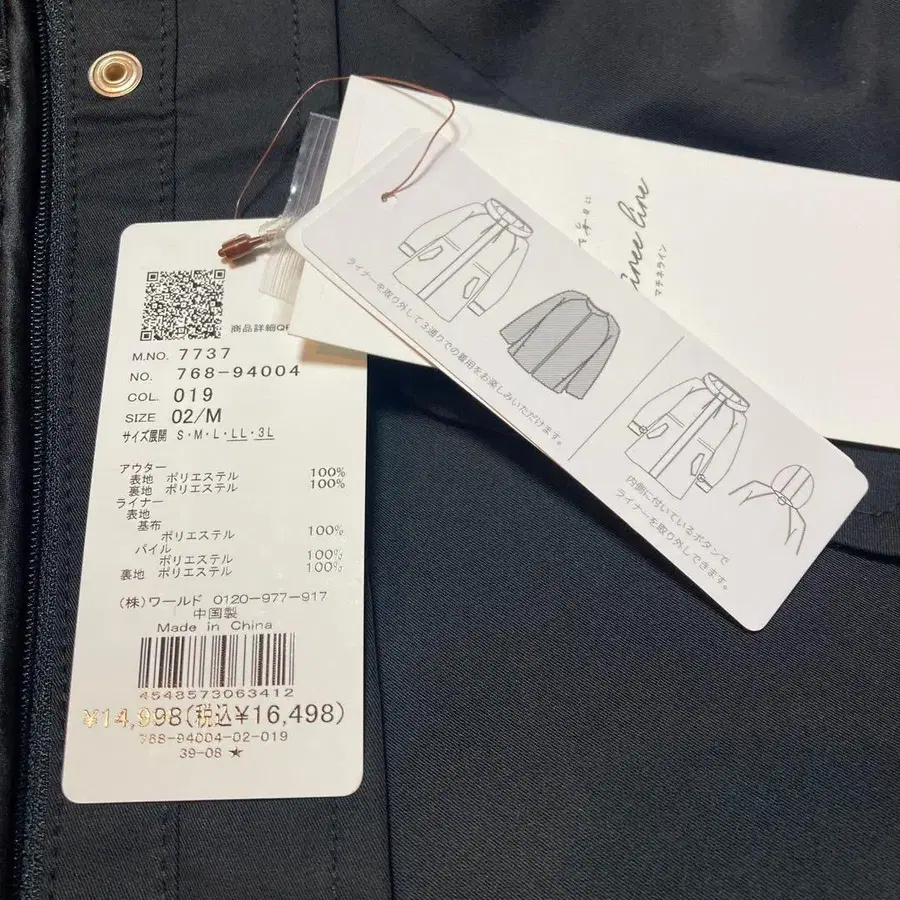 商品詳細QR
M.NO. 7737
NO. 768-94004
COL. 019
SIZE 02/M
サイズ展開 S・M・L・LL・3L
アウター
表地 ポリエステル 100%
裏地 ポリエステル 100%
ライナー
表地
基布
ポリエステル 100%
パイル
ポリエステル 100%
裏地 ポリエステル 100%
(株)ワールド 0120-977-917
中国製
Made in China
4548573063412
¥14,998(税込¥16,498)
768-94004-02-019
39-08 ★
ライナーを取り外して3通りでの着用をお楽しみいただけます。
内側に付いているボタンで
ライナーを取り外しできます。
line
マチネライン